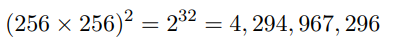 (256 × 256)² = 2³² = 4, 294, 967, 296